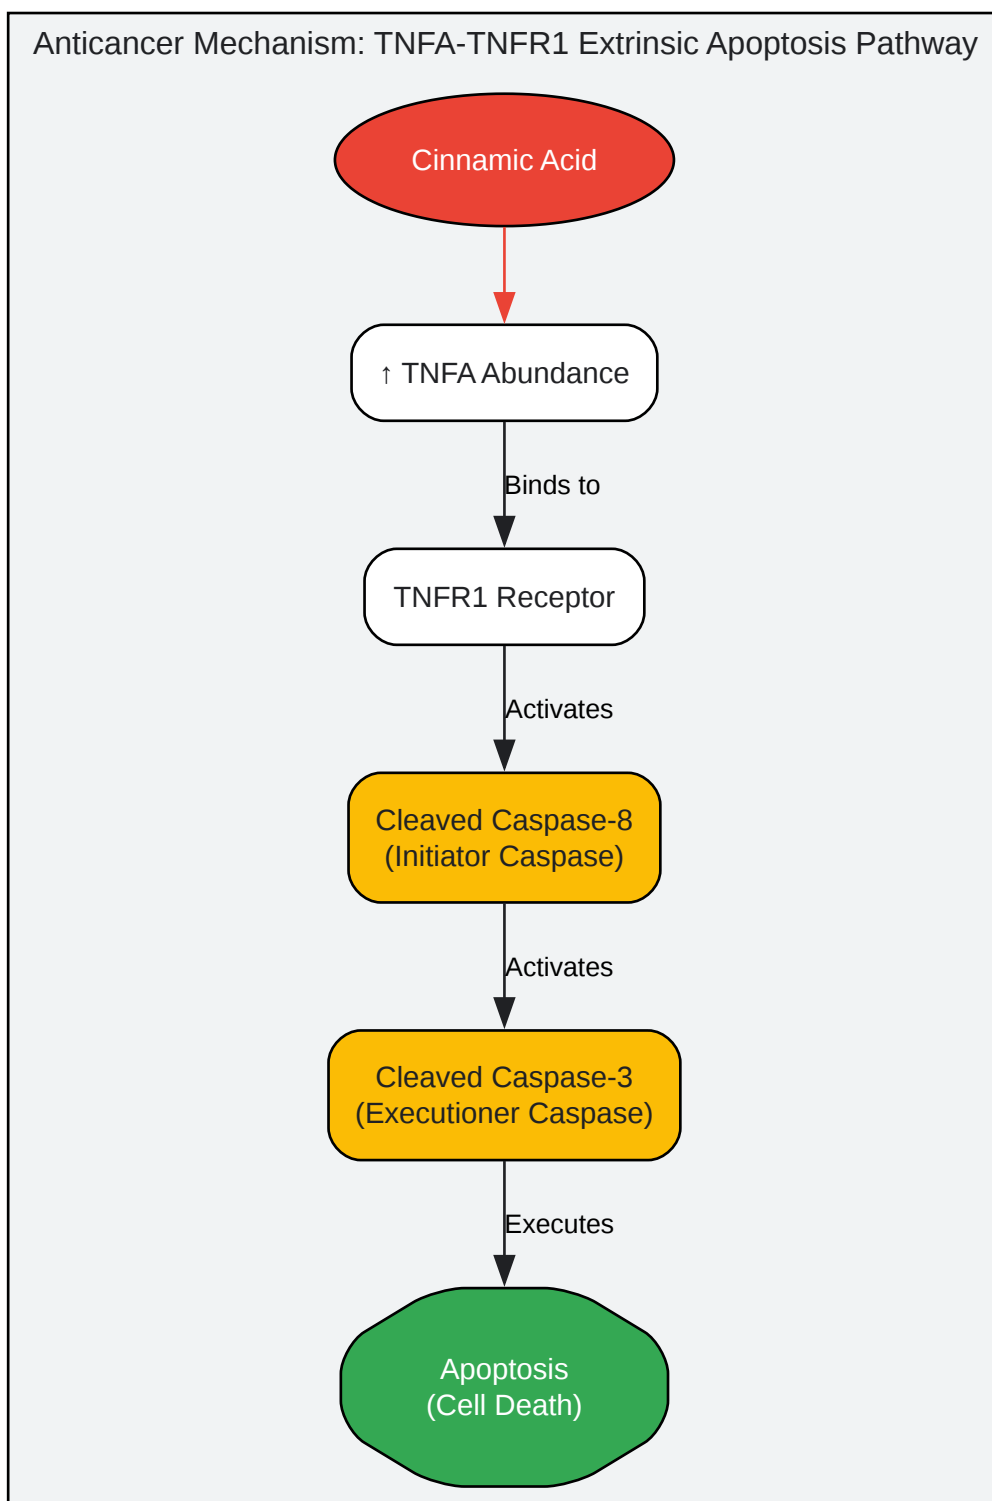 Anticancer Mechanism: TNFA-TNFR1 Extrinsic Apoptosis Pathway
Cinnamic Acid
↑ TNFA Abundance
Binds to
TNFR1 Receptor
Activates
Cleaved Caspase-8
(Initiator Caspase)
Activates
Cleaved Caspase-3
(Executioner Caspase)
Executes
Apoptosis
(Cell Death)